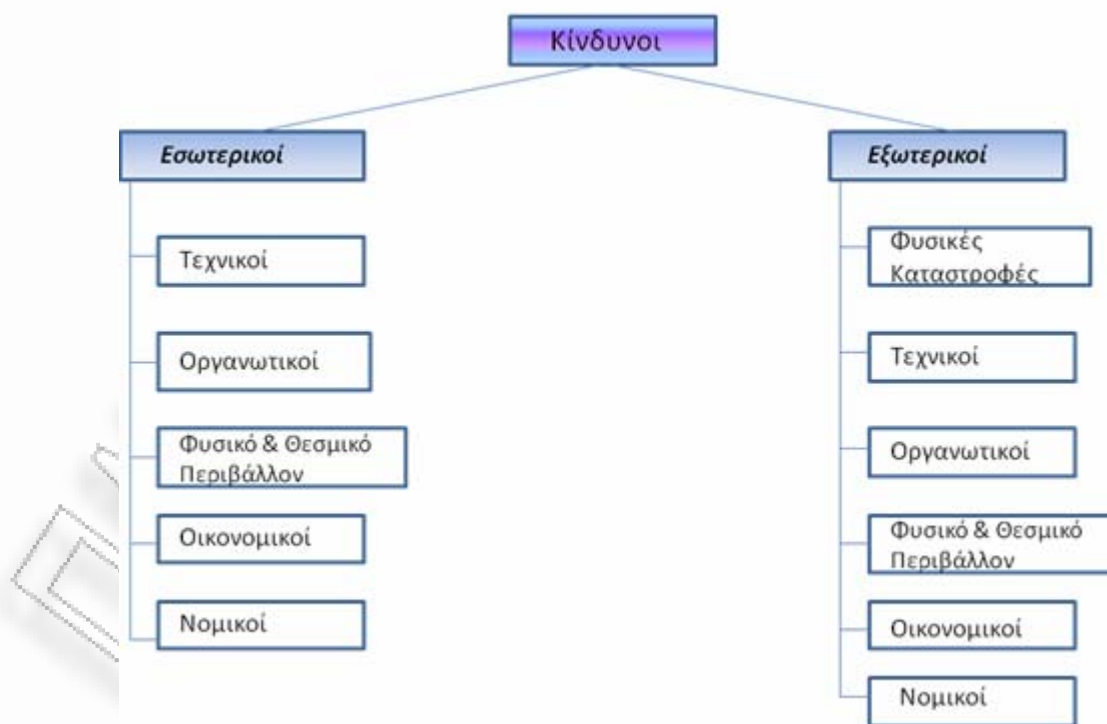 Κίνδυνοι
Εσωτερικοί
Τεχνικοί
Οργανωτικοί
Φυσικό & Θεσμικό
Περιβάλλον
Οικονομικοί
Νομικοί
Εξωτερικοί
Φυσικές
Καταστροφές
Τεχνικοί
Οργανωτικοί
Φυσικό & Θεσμικό
Περιβάλλον
Οικονομικοί
Νομικοί